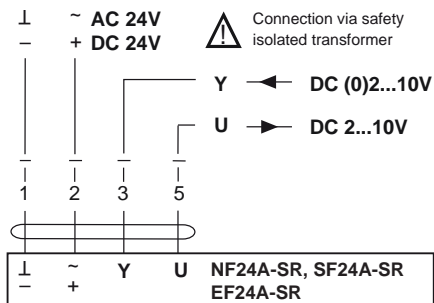 ⊥ ~ AC 24V
– + DC 24V
Connection via safety
isolated transformer
Y DC (0)2...10V
U DC 2...10V
1 2 3 5
⊥ ~ Y U NF24A-SR, SF24A-SR
– + EF24A-SR